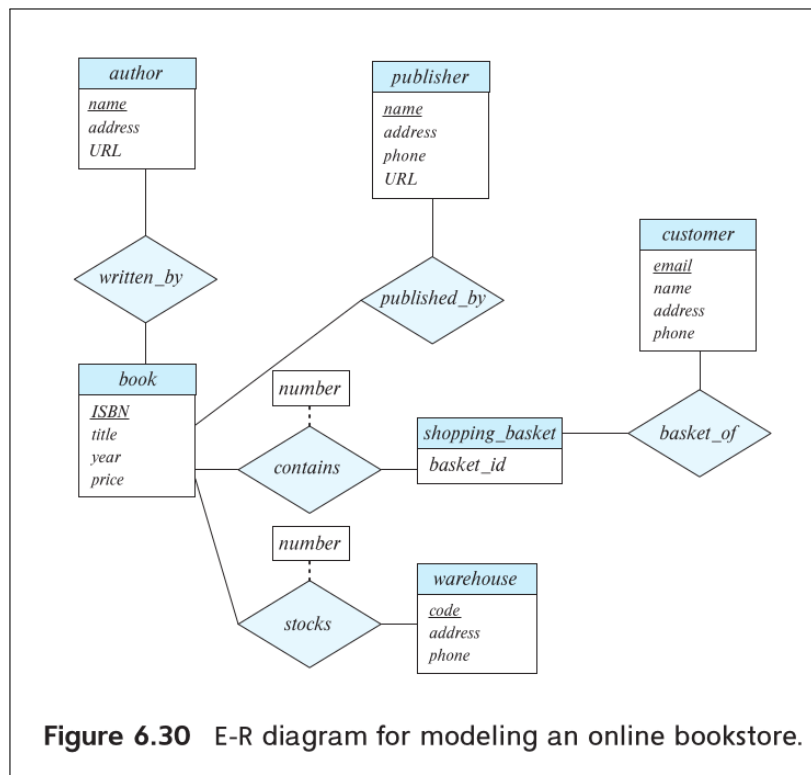 author
name
address
URL
publisher
name
address
phone
URL
customer
email
name
address
phone
written_by
published_by
book
ISBN
title
year
price
number
contains
shopping_basket
basket_id
basket_of
number
stocks
warehouse
code
address
phone
Figure 6.30 E-R diagram for modeling an online bookstore.